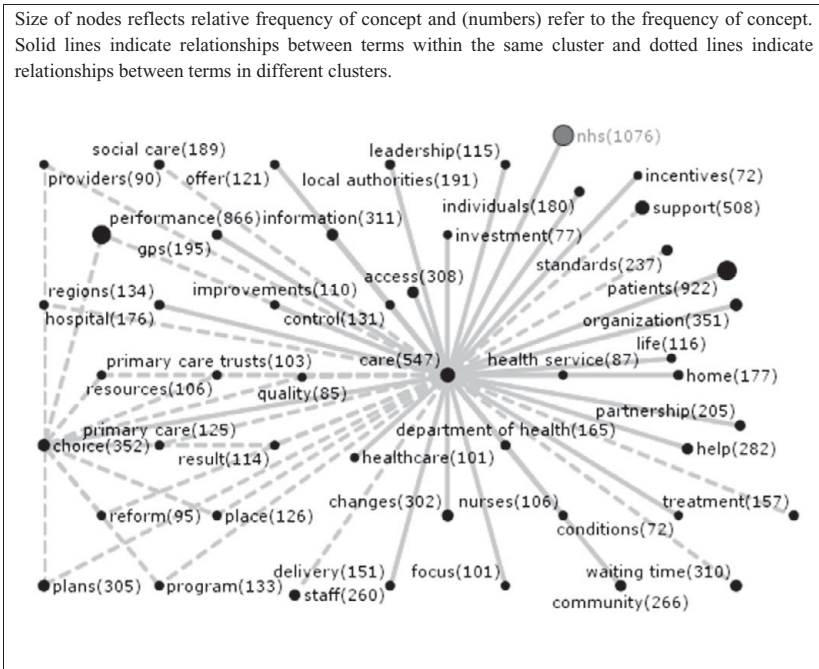 Size of nodes reflects relative frequency of concept and (numbers) refer to the frequency of concept.
Solid lines indicate relationships between terms within the same cluster and dotted lines indicate
relationships between terms in different clusters.
nhs(1076)
social care(189)
leadership(115)
providers(90)
offer(121)
local authorities(191)
incentives(72)
individuals(180)
support(508)
performance(866)
information(311)
gps(195)
investment(77)
standards(237)
access(308)
patients(922)
regions(134)
improvements(110)
hospital(176)
control(131)
organization(351)
life(116)
primary care trusts(103)
care(547)
health service(87)
resources(106)
quality(85)
home(177)
partnership(205)
primary care(125)
department of health(165)
choice(352)
result(114)
healthcare(101)
help(282)
changes(302)
nurses(106)
treatment(157)
reform(95)
place(126)
conditions(72)
delivery(151)
focus(101)
waiting time(310)
plans(305)
program(133)
staff(260)
community(266)